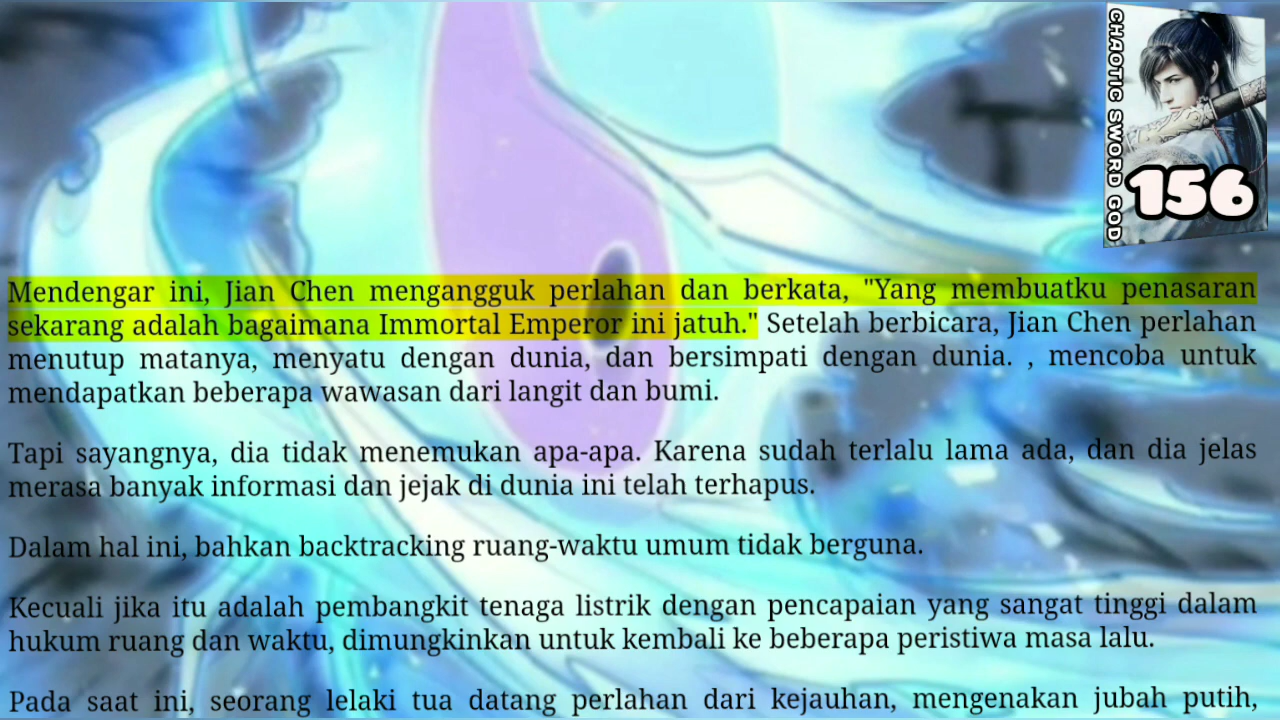 CHAOTIC SWORD GOD
156
Mendengar ini, Jian Chen mengangguk perlahan dan berkata, "Yang membuatku penasaran
sekarang adalah bagaimana Immortal Emperor ini jatuh." Setelah berbicara, Jian Chen perlahan
menutup matanya, menyatu dengan dunia, dan bersimpati dengan dunia. , mencoba untuk
mendapatkan beberapa wawasan dari langit dan bumi.
Tapi sayangnya, dia tidak menemukan apa-apa. Karena sudah terlalu lama ada, dan dia jelas
merasa banyak informasi dan jejak di dunia ini telah terhapus.
Dalam hal ini, bahkan backtracking ruang-waktu umum tidak berguna.
Kecuali jika itu adalah pembangkit tenaga listrik dengan pencapaian yang sangat tinggi dalam
hukum ruang dan waktu, dimungkinkan untuk kembali ke beberapa peristiwa masa lalu.
Pada saat ini, seorang lelaki tua datang perlahan dari kejauhan, mengenakan jubah putih,